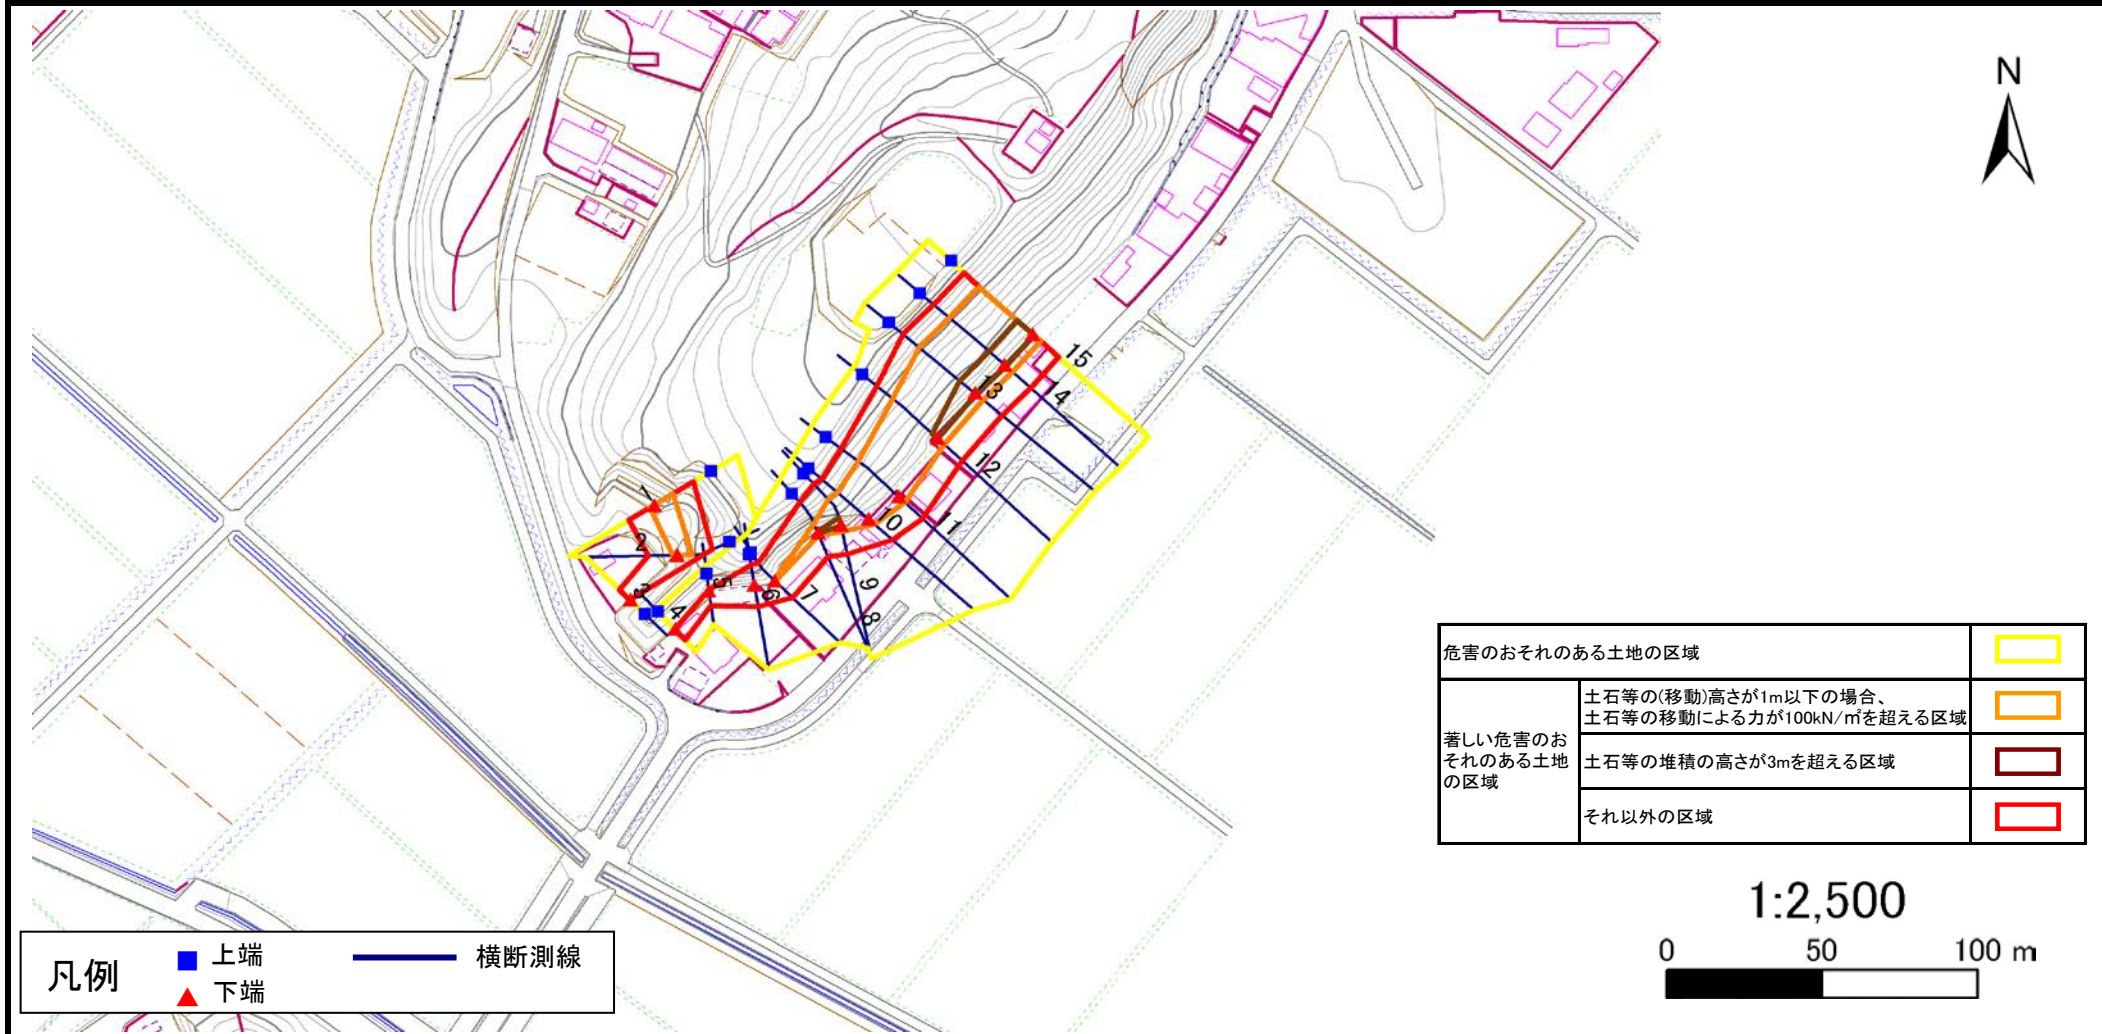 N
15
14
13
12
11
10
9
8
7
6
5
4
3
2
1
危害のおそれのある土地の区域
著しい危害のお
それのある土地
の区域
土石等の(移動)高さが1m以下の場合、
土石等の移動による力が100kN/㎡を超える区域
土石等の堆積の高さが3mを超える区域
それ以外の区域
1:2,500
0 50 100 m
凡例
上端
下端
横断測線